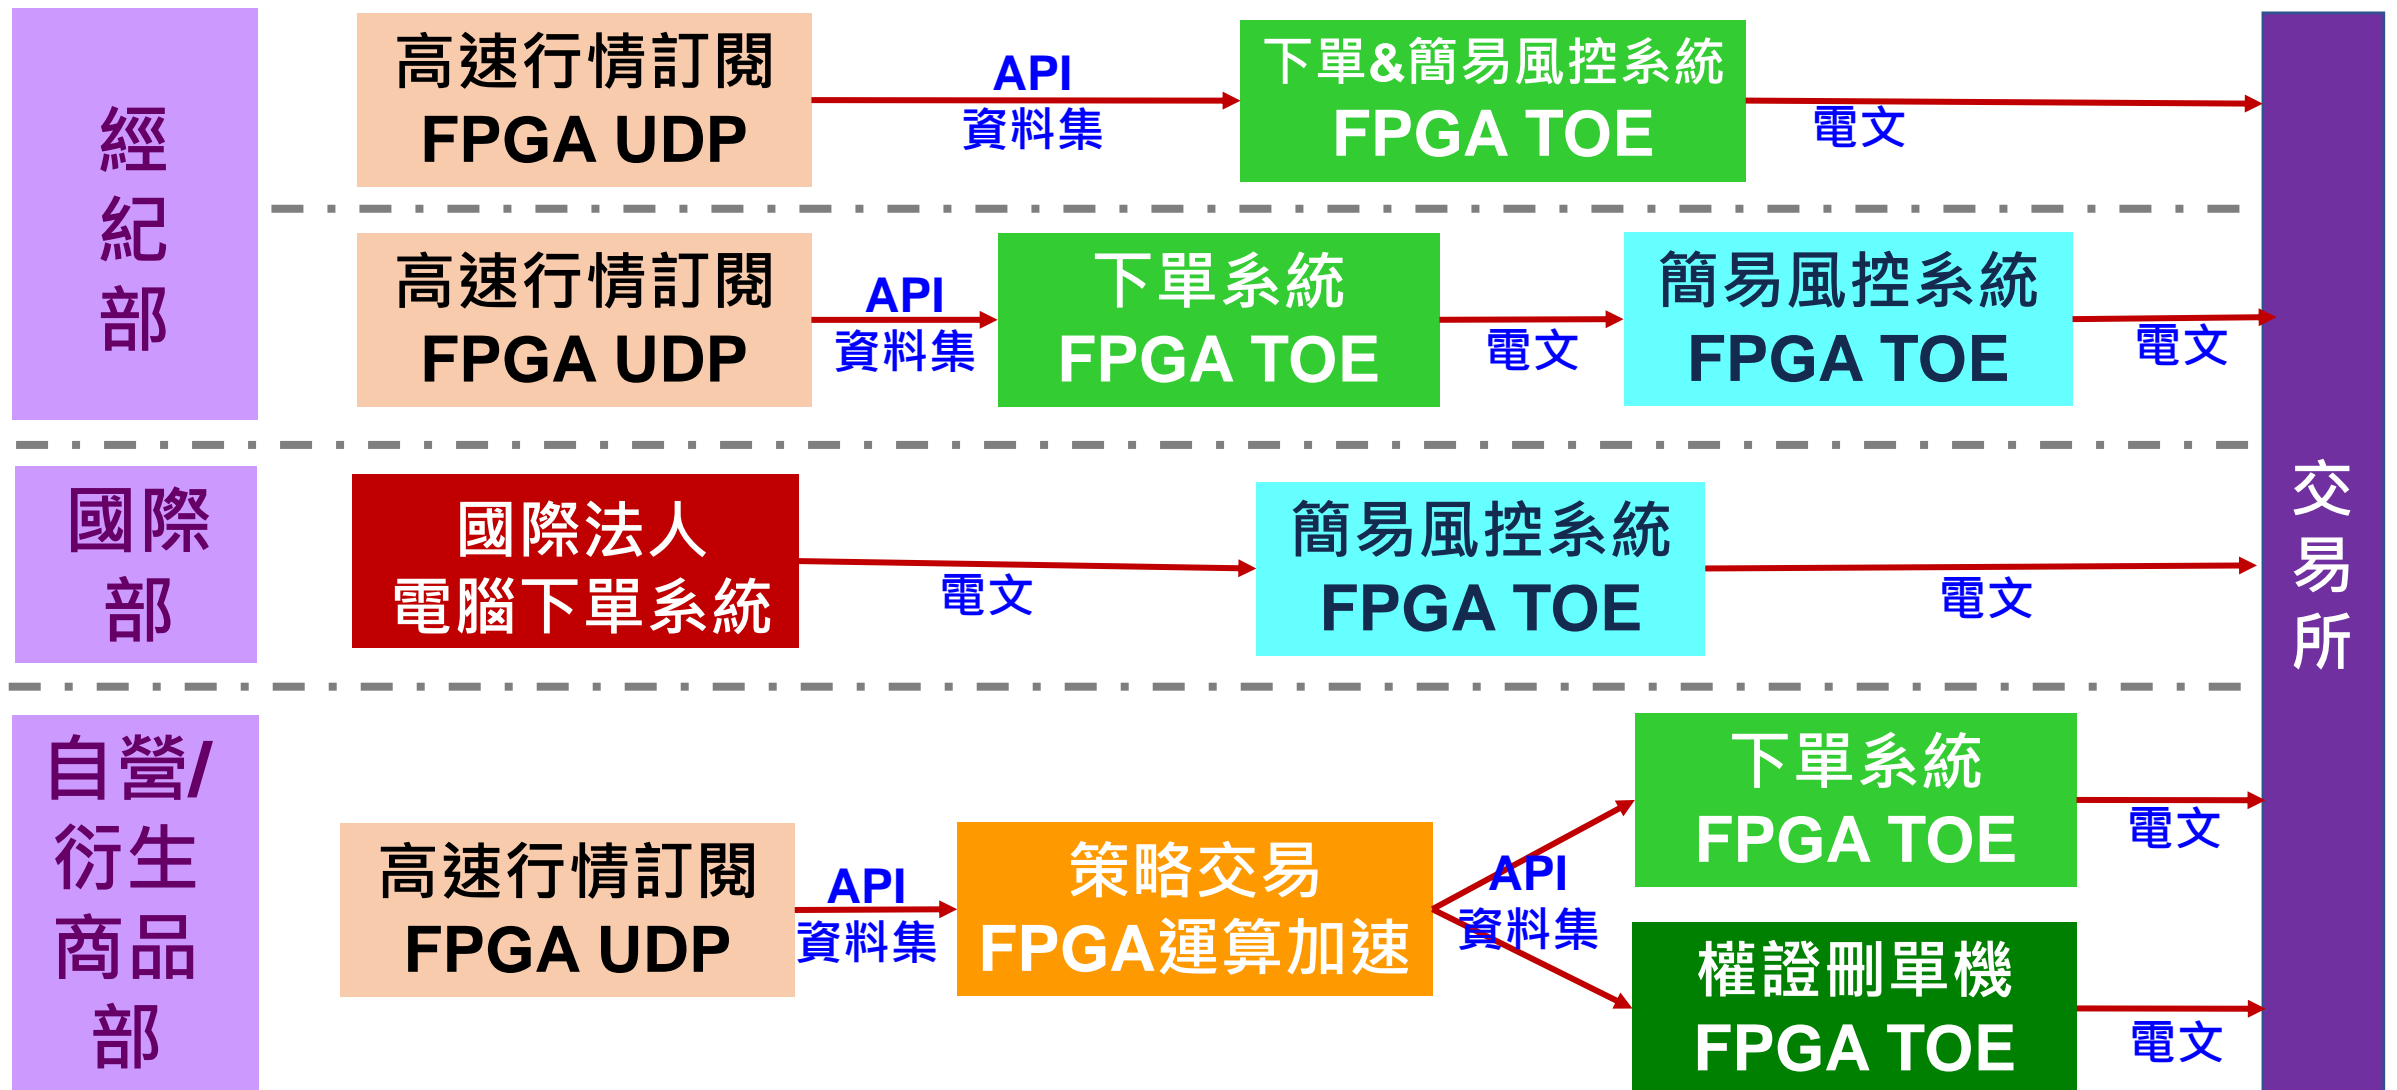 經
紀
部
高速行情訂閱
FPGA UDP
API
資料集
下單&簡易風控系統
FPGA TOE
電文
高速行情訂閱
FPGA UDP
API
資料集
下單系統
FPGA TOE
電文
簡易風控系統
FPGA TOE
電文
國際
部
國際法人
電腦下單系統
電文
簡易風控系統
FPGA TOE
電文
自營/
衍生
商品
部
高速行情訂閱
FPGA UDP
API
資料集
策略交易
FPGA運算加速
API
資料集
下單系統
FPGA TOE
電文
權證刪單機
FPGA TOE
電文
交
易
所